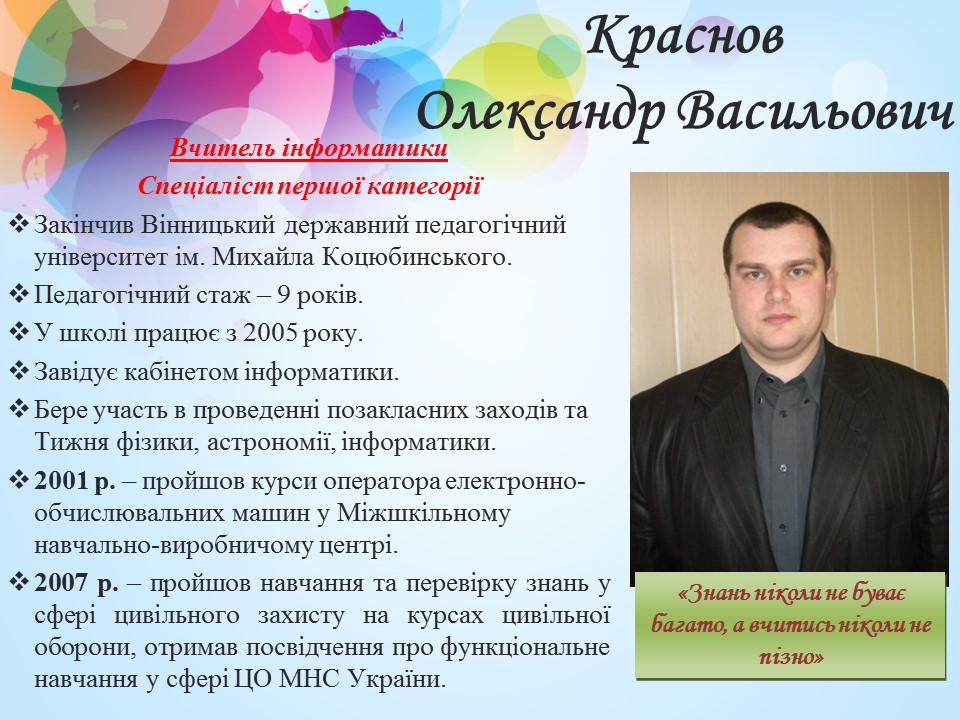 Краснов
Олександр Васильович
Вчитель інформатики
Спеціаліст першої категорії
❖ Закінчив Вінницький державний педагогічний
університет ім. Михайла Коцюбинського.
❖ Педагогічний стаж – 9 років.
❖ У школі працює з 2005 року.
❖ Завідує кабінетом інформатики.
❖ Бере участь в проведенні позакласних заходів та
Тижня фізики, астрономії, інформатики.
❖ 2001 р. – пройшов курси оператора електронно-
обчислювальних машин у Міжшкільному
навчально-виробничому центрі.
❖ 2007 р. – пройшов навчання та перевірку знань у
сфері цивільного захисту на курсах цивільної
оборони, отримав посвідчення про функціональне
навчання у сфері ЦО МНС України.
«Знань ніколи не буває
багато, а вчитись ніколи не
пізно»